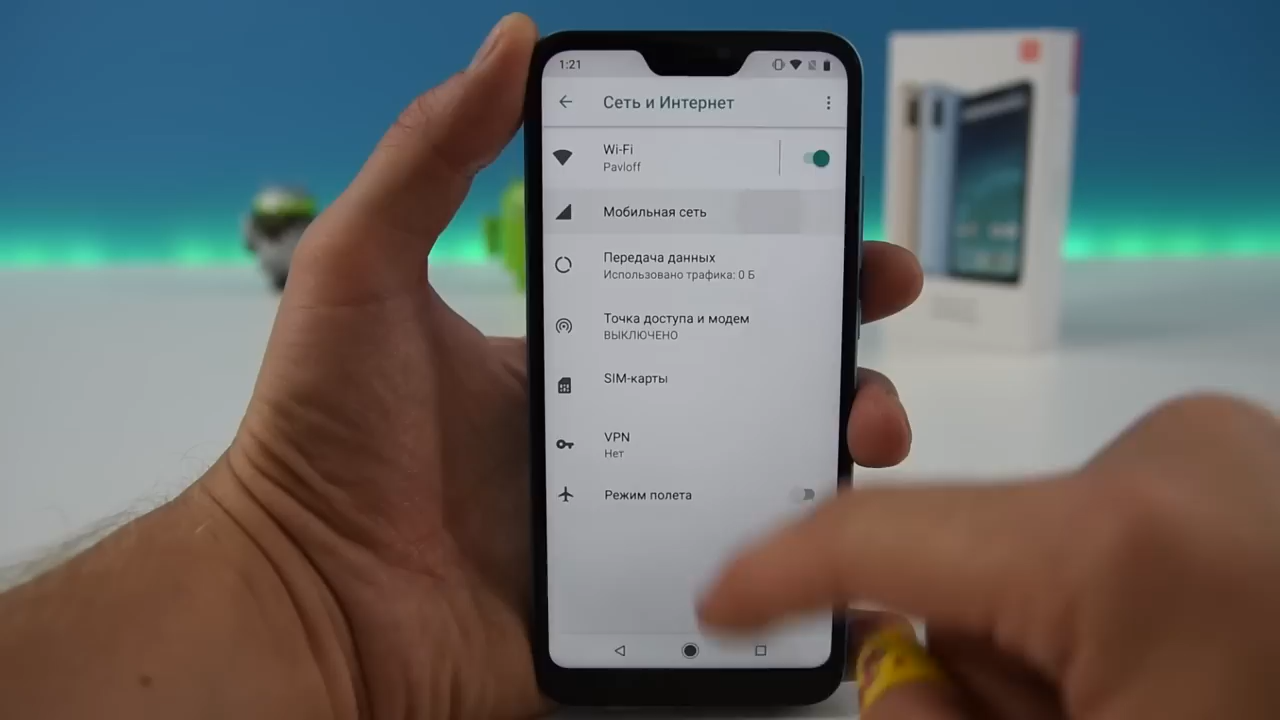 1:21
Сеть и Интернет
Wi-Fi
Pavloff
Мобильная сеть
Передача данных
Использовано трафика: 0 Б
Точка доступа и модем
ВЫКЛЮЧЕНО
SIM-карты
VPN
Нет
Режим полета